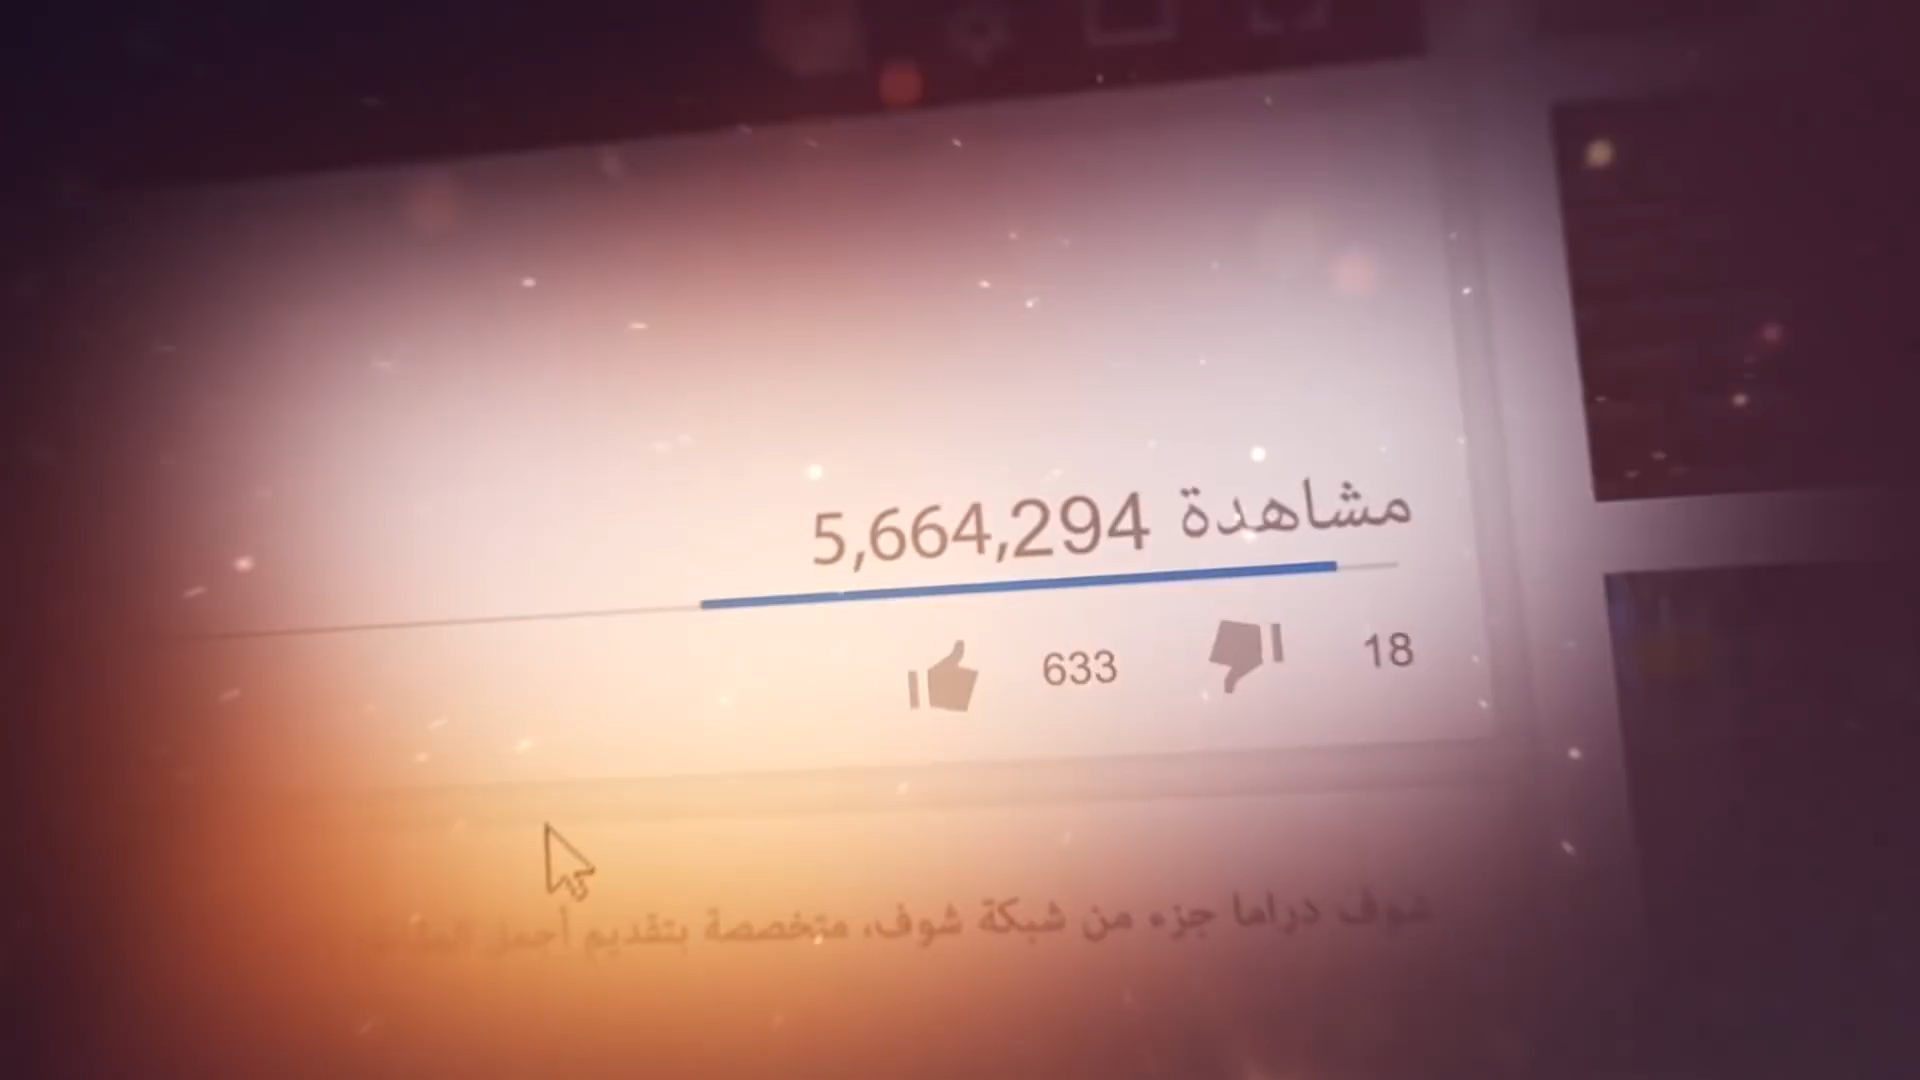 مشاهدة 5,664,294
633 18
شوف دراما جزء من شبكة شوف، متخصصة بتقديم أجمل